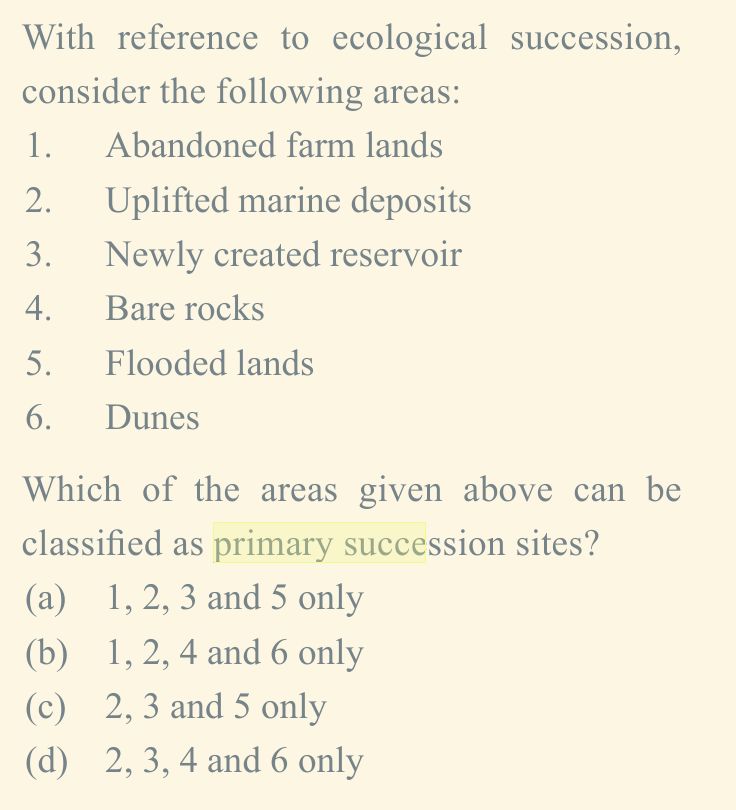 With reference to ecological succession,
consider the following areas:
1. Abandoned farm lands
2. Uplifted marine deposits
3. Newly created reservoir
4. Bare rocks
5. Flooded lands
6. Dunes
Which of the areas given above can be
classified as primary succession sites?
(a) 1, 2, 3 and 5 only
(b) 1, 2, 4 and 6 only
(c) 2, 3 and 5 only
(d) 2, 3, 4 and 6 only